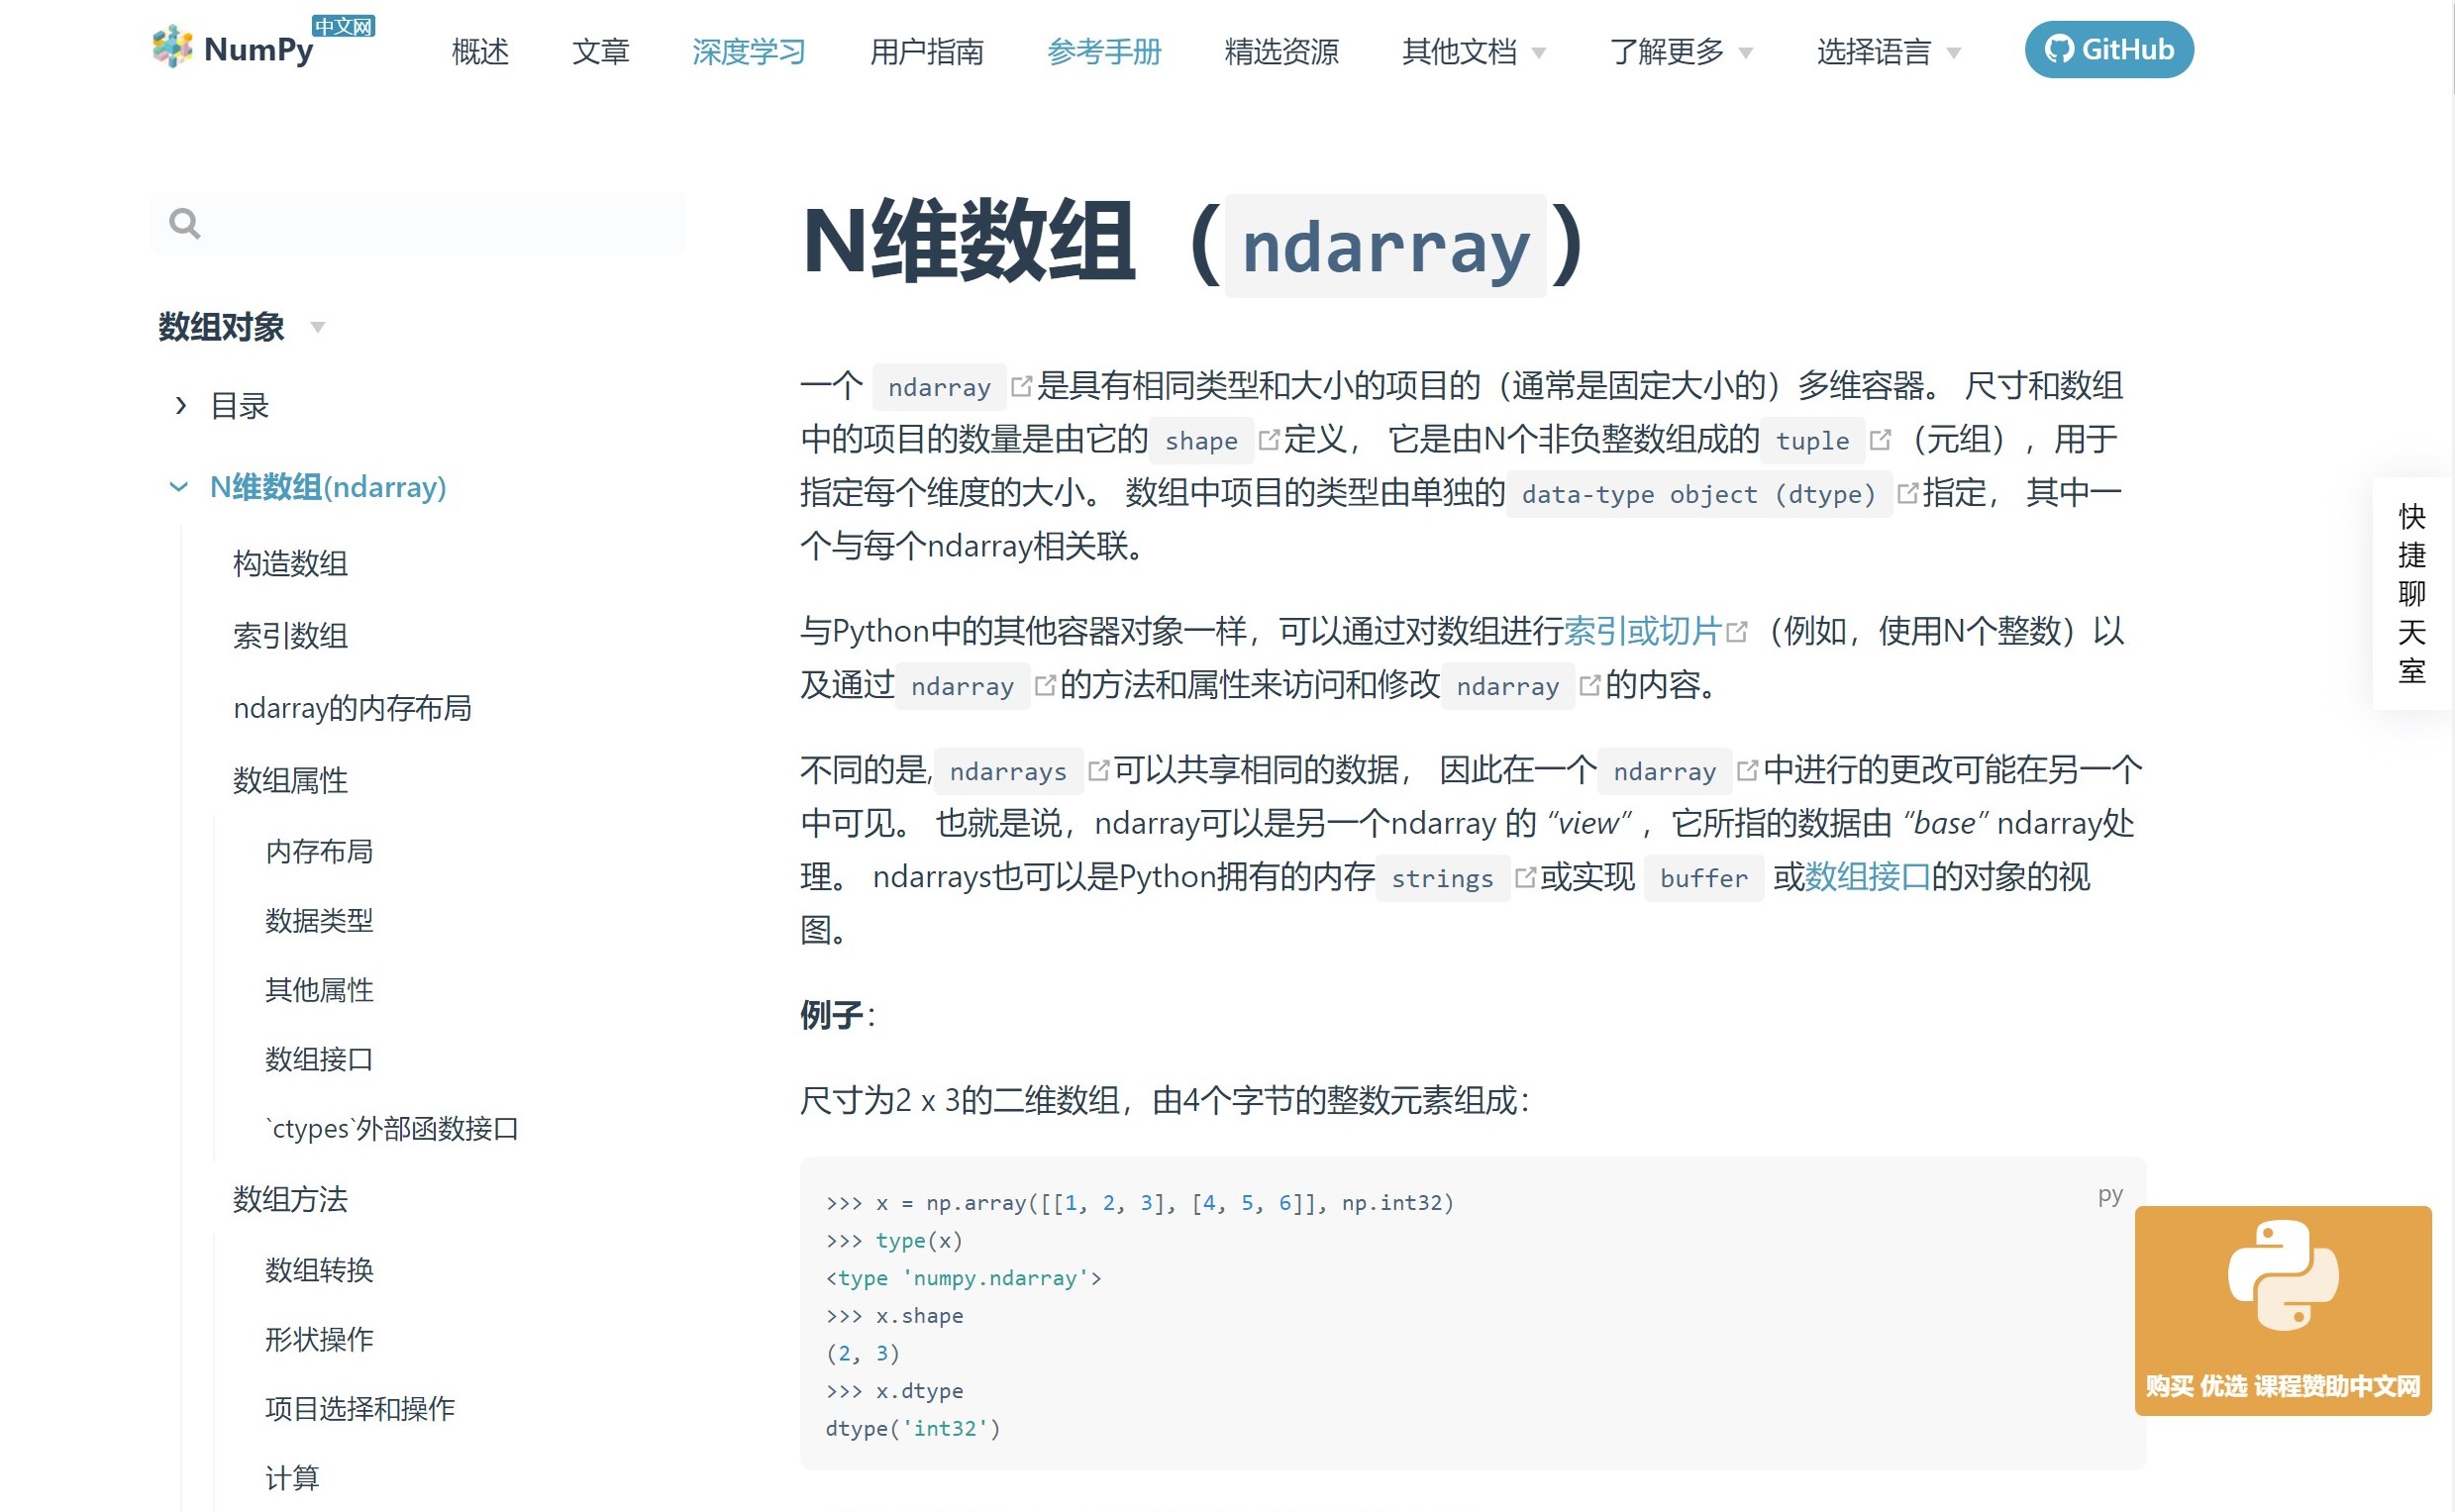 NumPy 中文网
概述 文章 深度学习 用户指南 参考手册 精选资源 其他文档 了解更多 选择语言 GitHub
数组对象
目录
N维数组(ndarray)
构造数组
索引数组
ndarray的内存布局
数组属性
内存布局
数据类型
其他属性
数组接口
`ctypes`外部函数接口
数组方法
数组转换
形状操作
项目选择和操作
计算
N维数组（ndarray）
一个 ndarray 是具有相同类型和大小的项目的（通常是固定大小的）多维容器。 尺寸和数组
中的项目的数量是由它的 shape 定义， 它是由N个非负整数组成的 tuple （元组），用于
指定每个维度的大小。 数组中项目的类型由单独的 data-type object (dtype) 指定， 其中一
个与每个ndarray相关联。
与Python中的其他容器对象一样，可以通过对数组进行索引或切片（例如，使用N个整数）以
及通过 ndarray 的方法和属性来访问和修改 ndarray 的内容。
不同的是, ndarrays 可以共享相同的数据， 因此在一个 ndarray 中进行的更改可能在另一个
中可见。 也就是说，ndarray可以是另一个ndarray 的 “view” ，它所指的数据由 “base” ndarray处
理。 ndarrays也可以是Python拥有的内存 strings 或实现 buffer 或数组接口的对象的视
图。
例子：
尺寸为2 x 3的二维数组，由4个字节的整数元素组成：
py
>>> x = np.array([[1, 2, 3], [4, 5, 6]], np.int32)
>>> type(x)
<type 'numpy.ndarray'>
>>> x.shape
(2, 3)
>>> x.dtype
dtype('int32')
快捷聊天室
购买 优选 课程赞助中文网